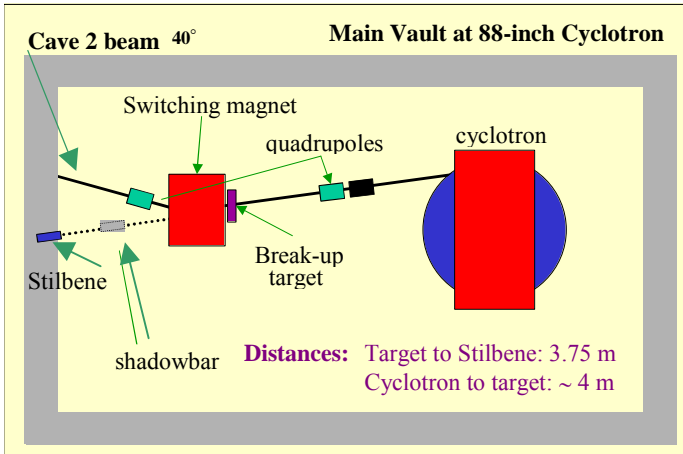 Main Vault at 88-inch Cyclotron
Cave 2 beam 40°
Switching magnet
quadrupoles
cyclotron
Break-up
target
Stilbene
shadowbar
Distances: Target to Stilbene: 3.75 m
Cyclotron to target: ~ 4 m